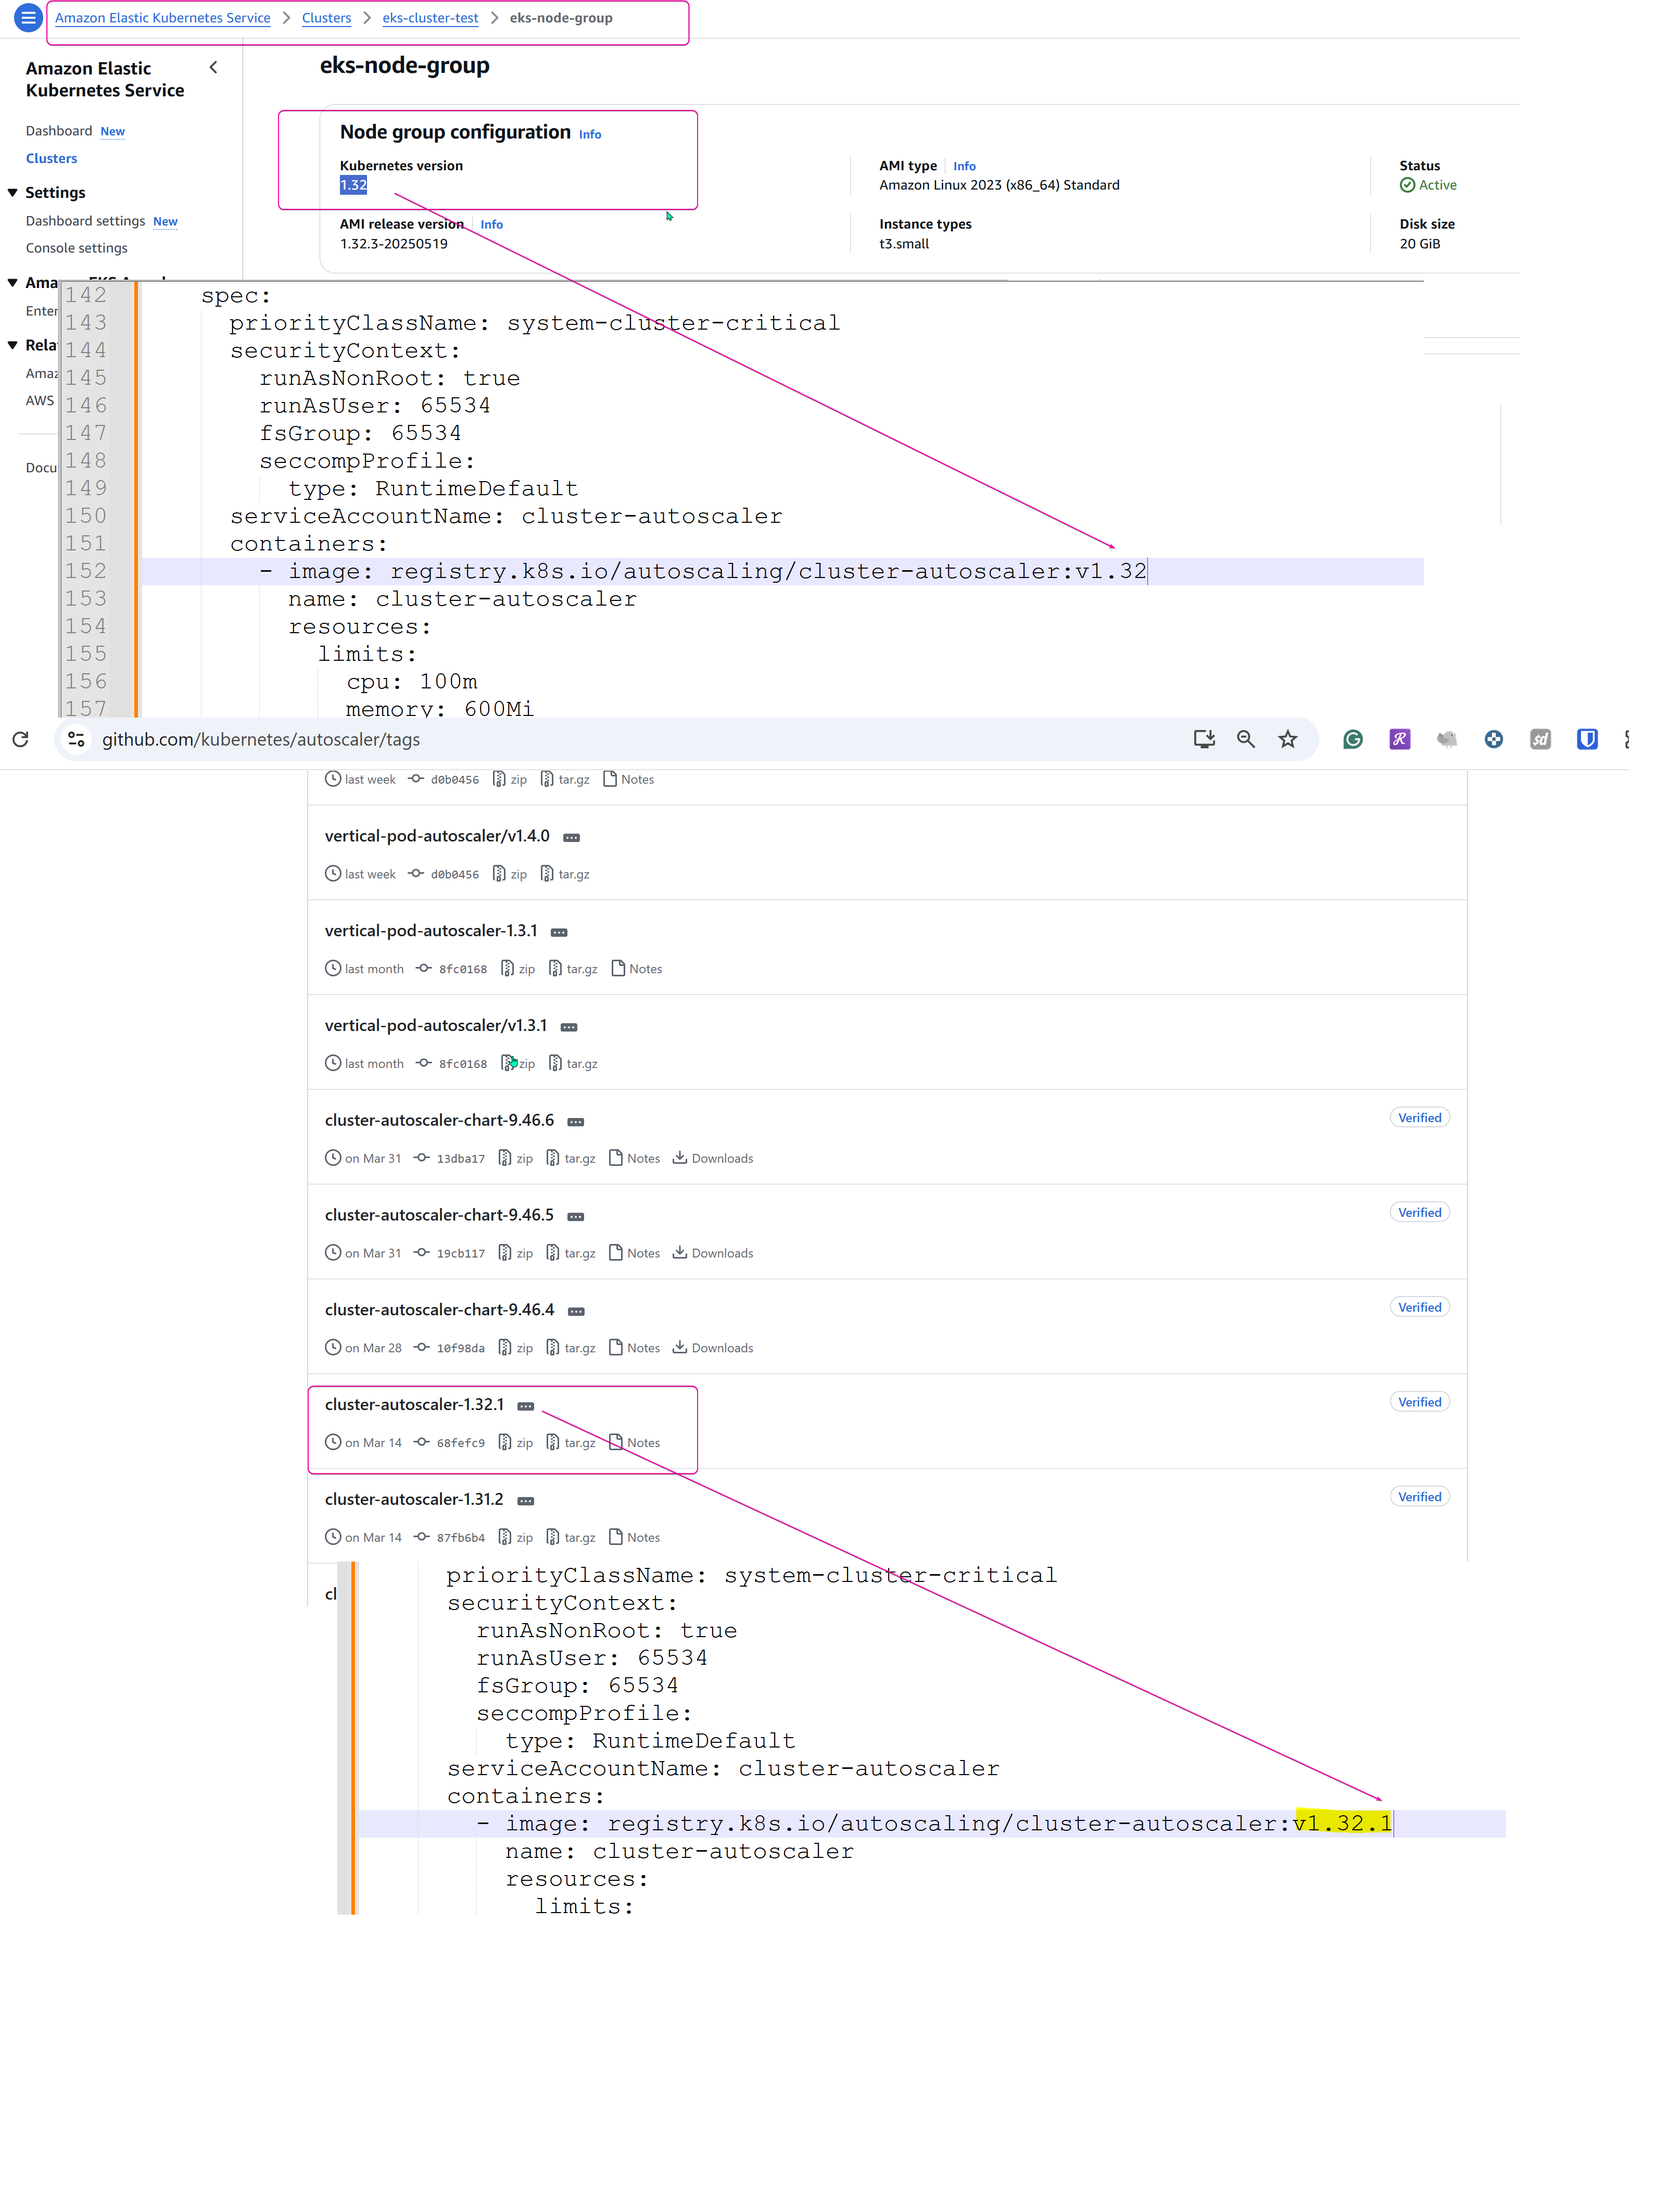 Amazon Elastic Kubernetes Service > Clusters > eks-cluster-test > eks-node-group
Amazon Elastic
Kubernetes Service
Dashboard New
Clusters
Settings
Dashboard settings New
Console settings
eks-node-group
Node group configuration Info
Kubernetes version
1.32
AMI type Info
Amazon Linux 2023 (x86_64) Standard
Status
Active
AMI release version Info
1.32.3-20250519
Instance types
t3.small
Disk size
20 GiB
Ama
Enter
Rela
Amaz
AWS
Docu
142 spec:
143 priorityClassName: system-cluster-critical
144 securityContext:
145 runAsNonRoot: true
146 runAsUser: 65534
147 fsGroup: 65534
148 seccompProfile:
149 type: RuntimeDefault
150 serviceAccountName: cluster-autoscaler
151 containers:
152 - image: registry.k8s.io/autoscaling/cluster-autoscaler:v1.32
153 name: cluster-autoscaler
154 resources:
155 limits:
156 cpu: 100m
157 memory: 600Mi
github.com/kubernetes/autoscaler/tags
last week d0b0456 zip tar.gz Notes
vertical-pod-autoscaler/v1.4.0
last week d0b0456 zip tar.gz
vertical-pod-autoscaler-1.3.1
last month 8fc0168 zip tar.gz Notes
vertical-pod-autoscaler/v1.3.1
last month 8fc0168 zip tar.gz
cluster-autoscaler-chart-9.46.6 Verified
on Mar 31 13dba17 zip tar.gz Notes Downloads
cluster-autoscaler-chart-9.46.5 Verified
on Mar 31 19cb117 zip tar.gz Notes Downloads
cluster-autoscaler-chart-9.46.4 Verified
on Mar 28 10f98da zip tar.gz Notes Downloads
cluster-autoscaler-1.32.1 Verified
on Mar 14 68fefc9 zip tar.gz Notes
cluster-autoscaler-1.31.2 Verified
on Mar 14 87fb6b4 zip tar.gz Notes
cl
priorityClassName: system-cluster-critical
securityContext:
runAsNonRoot: true
runAsUser: 65534
fsGroup: 65534
seccompProfile:
type: RuntimeDefault
serviceAccountName: cluster-autoscaler
containers:
- image: registry.k8s.io/autoscaling/cluster-autoscaler:v1.32.1
name: cluster-autoscaler
resources:
limits: